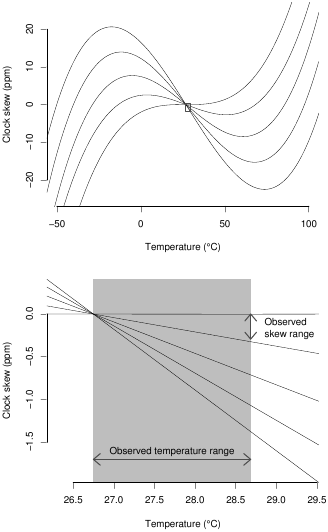 Clock skew (ppm)
20
10
0
−10
−20
−50
0
50
100
Temperature (°C)
Clock skew (ppm)
0.0
−0.5
−1.0
−1.5
Observed
skew range
Observed temperature range
26.5
27.0
27.5
28.0
28.5
29.0
29.5
Temperature (°C)